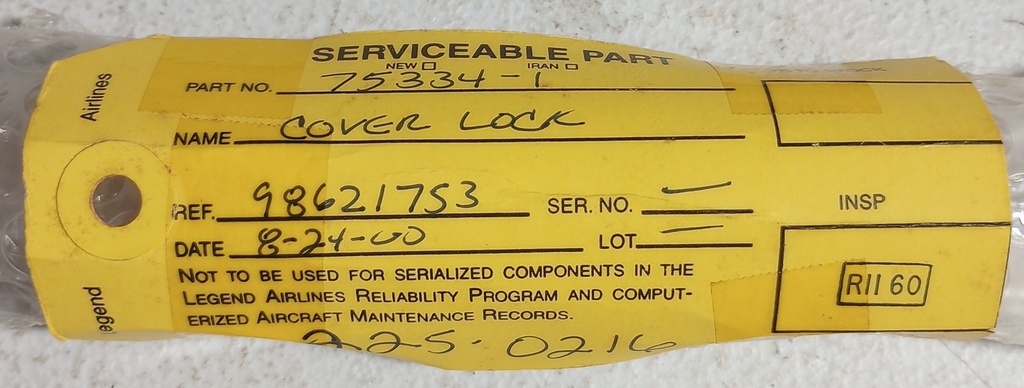 SERVICEABLE PART
NEW □ IRAN □
PART NO. 75334-1
NAME COVER LOCK
REF. 98621753 SER. NO. —
DATE 8-24-00 LOT —
NOT TO BE USED FOR SERIALIZED COMPONENTS IN THE
LEGEND AIRLINES RELIABILITY PROGRAM AND COMPUT-
ERIZED AIRCRAFT MAINTENANCE RECORDS.
225-0216
INSP
RII 60
Legend Airlines